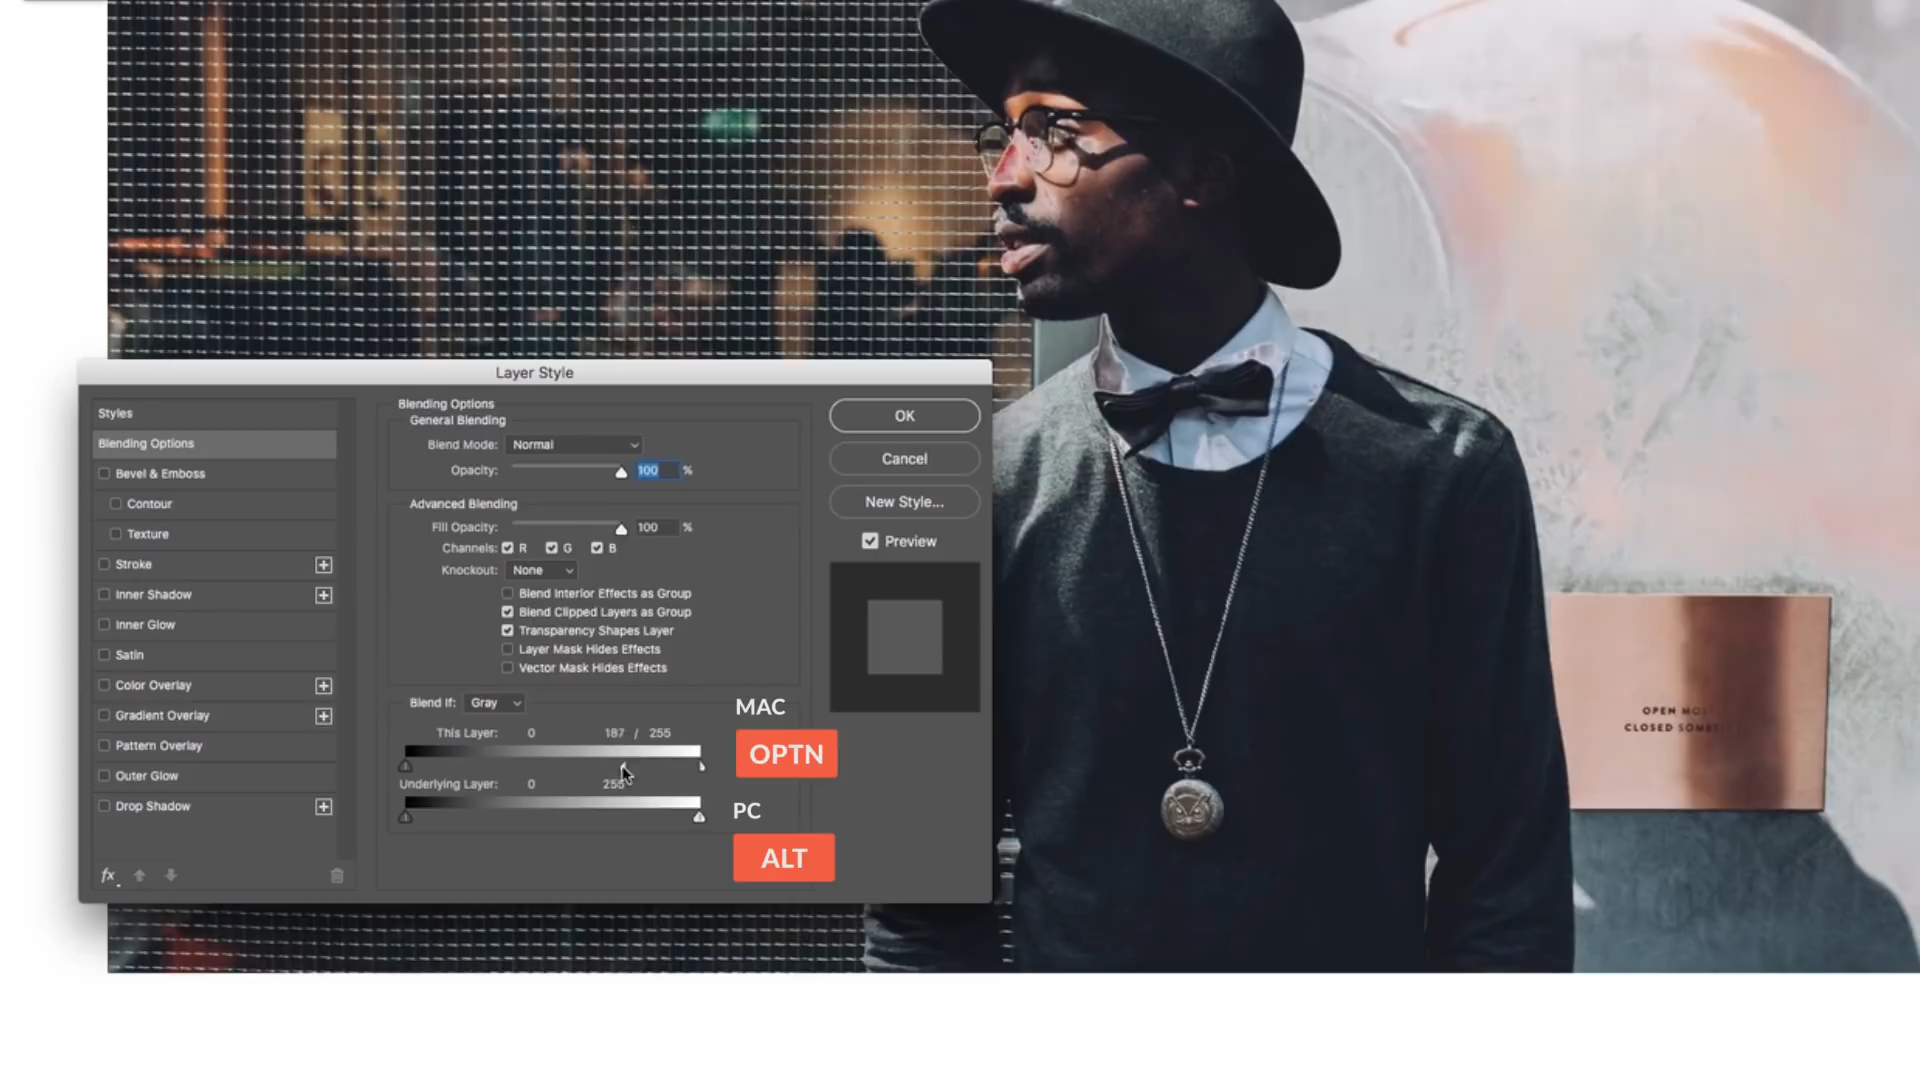 Layer Style
Styles
Blending Options
Bevel & Emboss
Contour
Texture
Stroke
Inner Shadow
Inner Glow
Satin
Color Overlay
Gradient Overlay
Pattern Overlay
Outer Glow
Drop Shadow
fx
Blending Options
General Blending
Blend Mode: Normal
Opacity: 100 %
Advanced Blending
Fill Opacity: 100 %
Channels: R G B
Knockout: None
Blend Interior Effects as Group
Blend Clipped Layers as Group
Transparency Shapes Layer
Layer Mask Hides Effects
Vector Mask Hides Effects
Blend If: Gray
This Layer: 0 187 / 255
Underlying Layer: 0 255
OK
Cancel
New Style...
Preview
MAC
OPTN
PC
ALT
OPEN
CLOSED